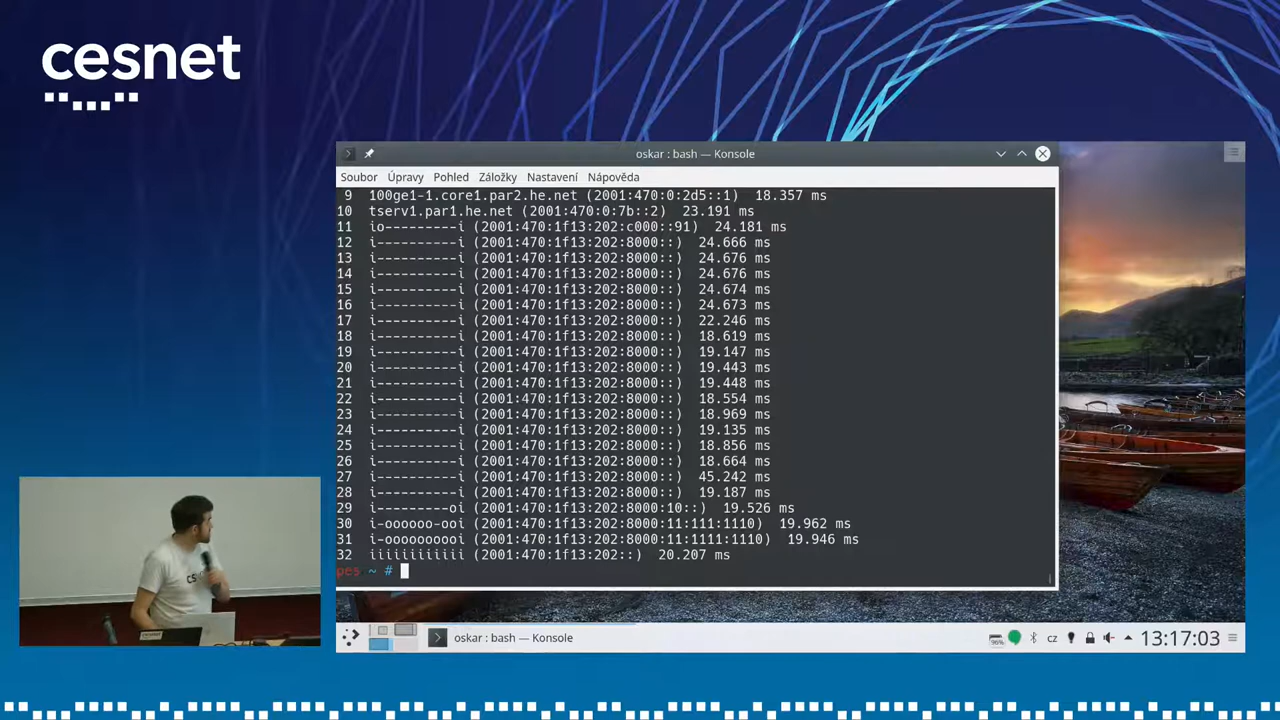 cesnet
oskar : bash — Konsole
Soubor Úpravy Pohled Záložky Nastavení Nápověda
9 100ge1-1.core1.par2.he.net (2001:470:0:2d5::1) 18.357 ms
10 tserv1.par1.he.net (2001:470:0:7b::2) 23.191 ms
11 io---------i (2001:470:1f13:202:c000::91) 24.181 ms
12 i----------i (2001:470:1f13:202:8000::) 24.666 ms
13 i----------i (2001:470:1f13:202:8000::) 24.676 ms
14 i----------i (2001:470:1f13:202:8000::) 24.676 ms
15 i----------i (2001:470:1f13:202:8000::) 24.674 ms
16 i----------i (2001:470:1f13:202:8000::) 24.673 ms
17 i----------i (2001:470:1f13:202:8000::) 22.246 ms
18 i----------i (2001:470:1f13:202:8000::) 18.619 ms
19 i----------i (2001:470:1f13:202:8000::) 19.147 ms
20 i----------i (2001:470:1f13:202:8000::) 19.443 ms
21 i----------i (2001:470:1f13:202:8000::) 19.448 ms
22 i----------i (2001:470:1f13:202:8000::) 18.554 ms
23 i----------i (2001:470:1f13:202:8000::) 18.969 ms
24 i----------i (2001:470:1f13:202:8000::) 19.135 ms
25 i----------i (2001:470:1f13:202:8000::) 18.856 ms
26 i----------i (2001:470:1f13:202:8000::) 18.664 ms
27 i----------i (2001:470:1f13:202:8000::) 45.242 ms
28 i----------i (2001:470:1f13:202:8000::) 19.187 ms
29 i---------oi (2001:470:1f13:202:8000:10::) 19.526 ms
30 i-oooooo-ooi (2001:470:1f13:202:8000:11:111:1110) 19.962 ms
31 i-oooooooooi (2001:470:1f13:202:8000:11:1111:1110) 19.946 ms
32 iiiiiiiiiiii (2001:470:1f13:202::) 20.207 ms
pes ~ #
oskar : bash — Konsole
96%
cz
13:17:03